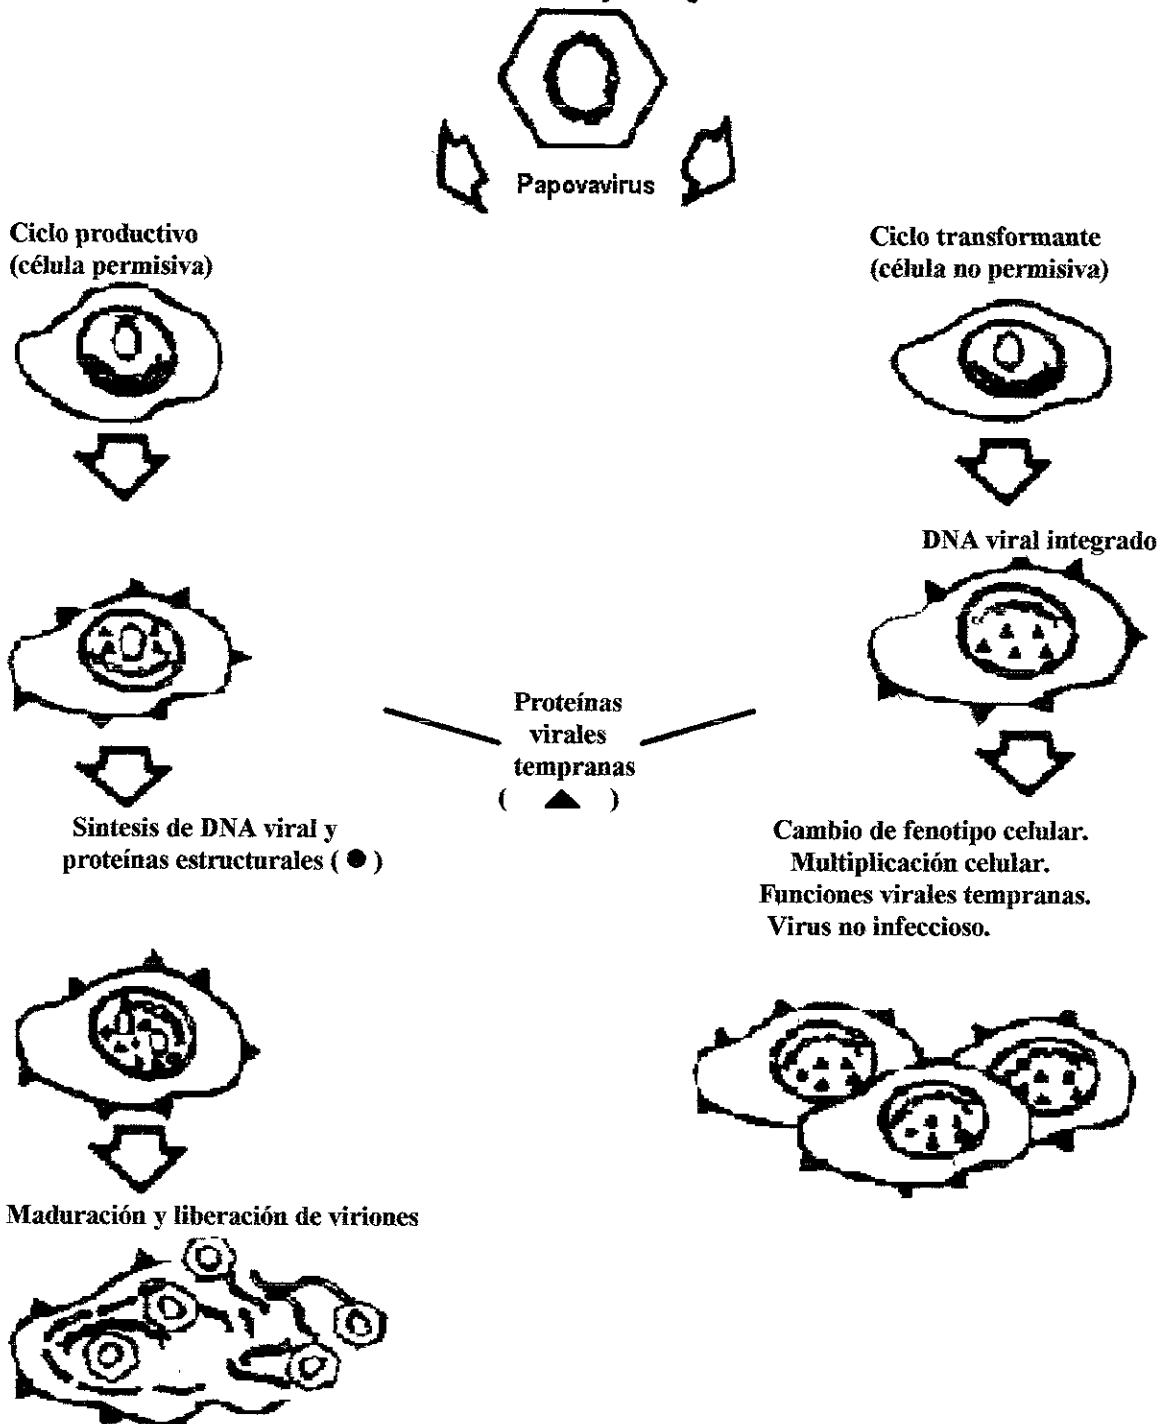 Papovavirus
Ciclo productivo
(célula permisiva)
Ciclo transformante
(célula no permisiva)
DNA viral integrado
Proteínas
virales
tempranas
( ▲ )
Sintesis de DNA viral y
proteínas estructurales ( ● )
Cambio de fenotipo celular.
Multiplicación celular.
Funciones virales tempranas.
Virus no infeccioso.
Maduración y liberación de viriones